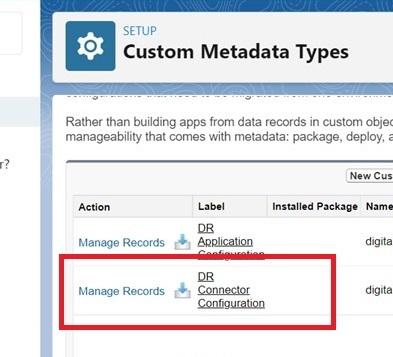 SETUP
Custom Metadata Types
Rather than building apps from data records in custom objec
manageability that comes with metadata: package, deploy, a
r?
New Cus
Action Label Installed Package Name
Manage Records DR Application Configuration digita
Manage Records DR Connector Configuration digita